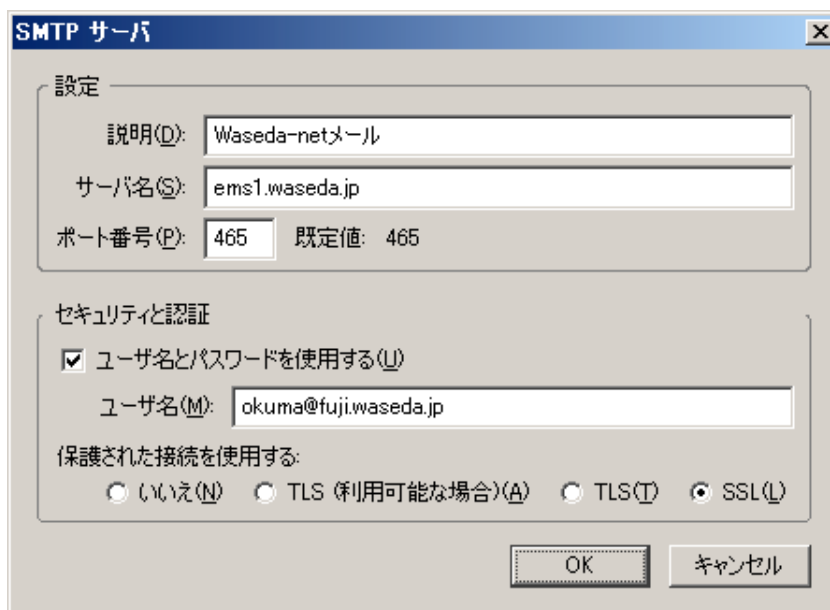 SMTP サーバ
設定
説明(D): Waseda-netメール
サーバ名(S): ems1.waseda.jp
ポート番号(P): 465 既定値: 465
セキュリティと認証
ユーザ名とパスワードを使用する(U)
ユーザ名(M): okuma@fuji.waseda.jp
保護された接続を使用する:
いいえ(N) TLS (利用可能な場合)(A) TLS(T) SSL(L)
OK キャンセル